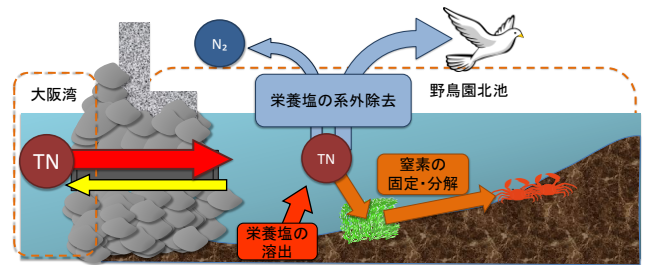 N₂
大阪湾
栄養塩の系外除去
野鳥園北池
TN
TN
窒素の
固定・分解
栄養塩の
溶出